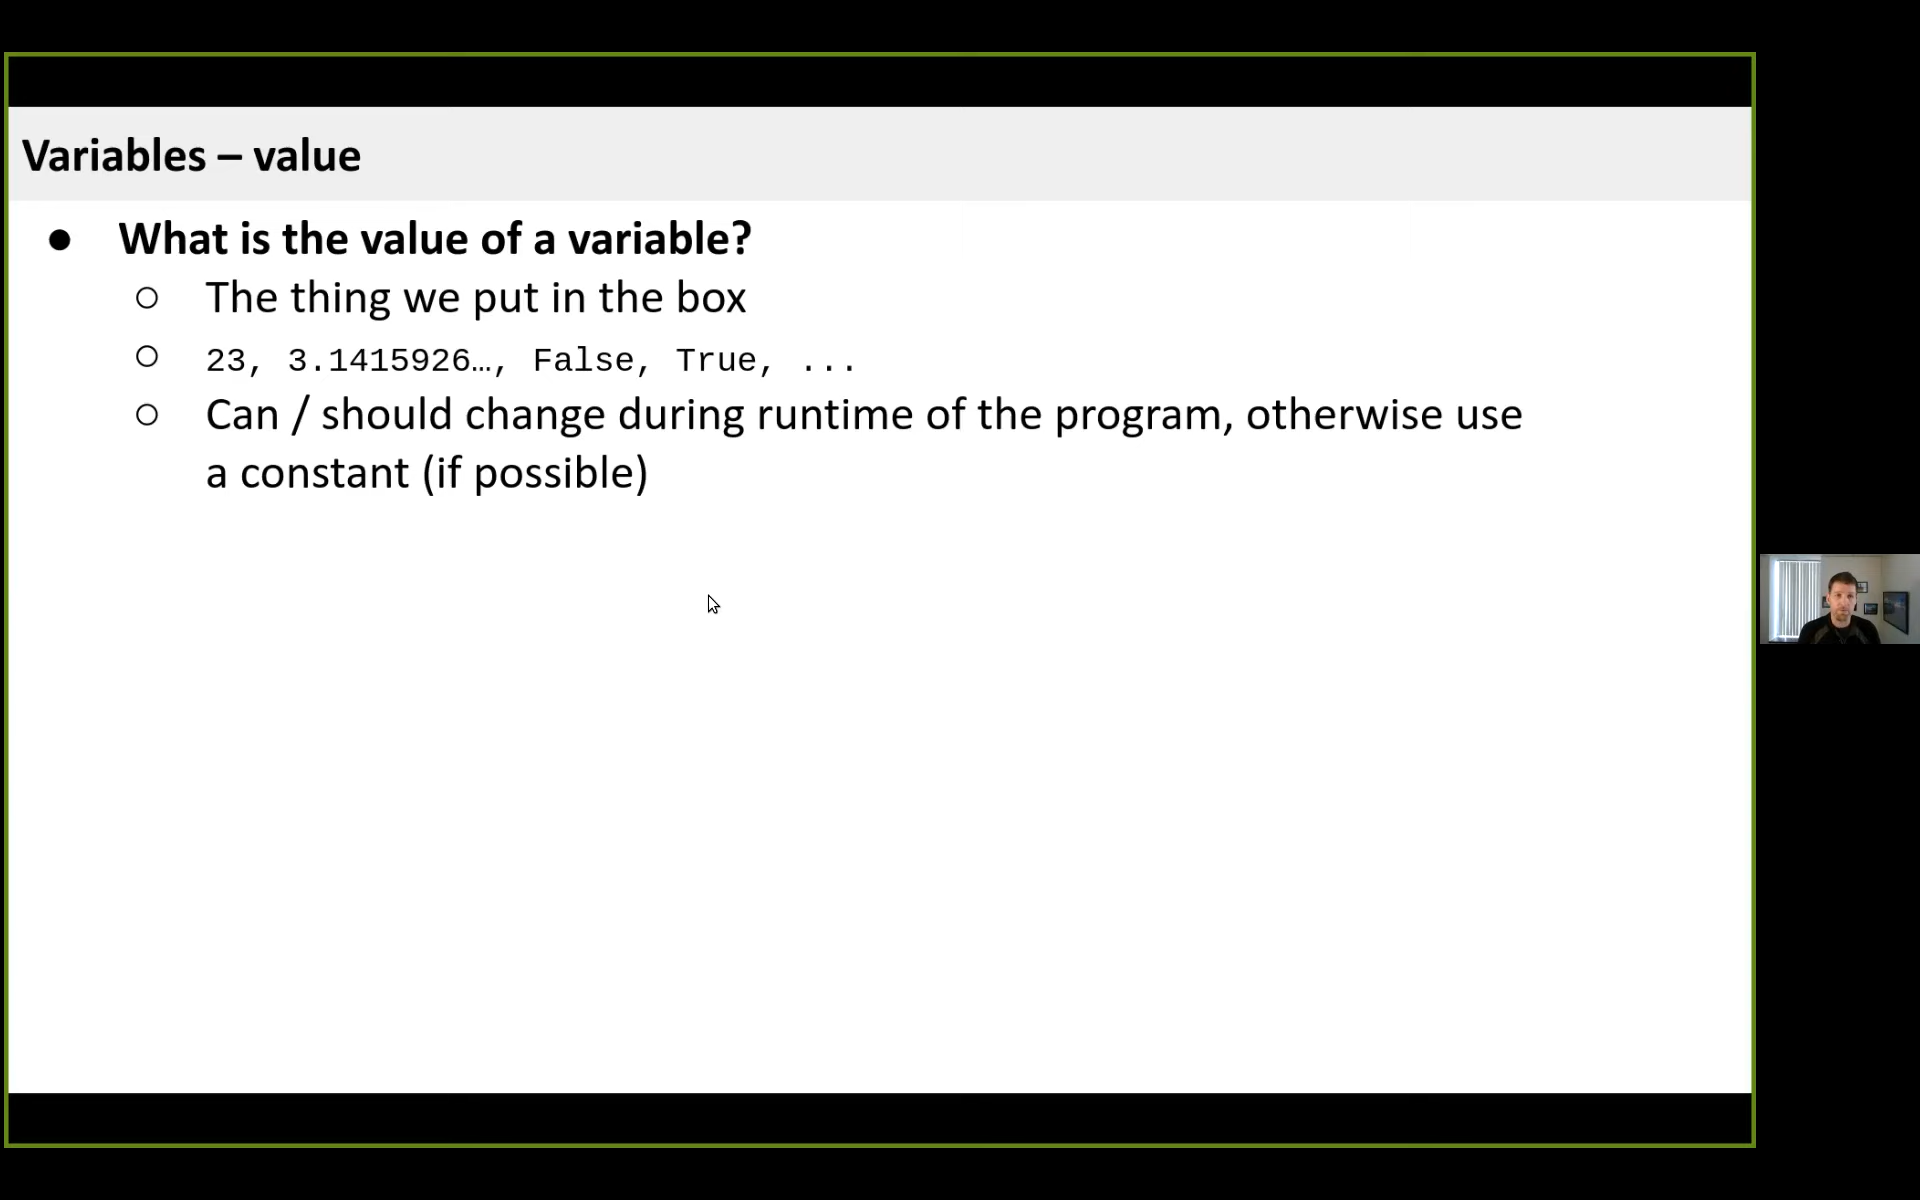 Variables – value
● What is the value of a variable?
○ The thing we put in the box
○ 23, 3.1415926…, False, True, ...
○ Can / should change during runtime of the program, otherwise use
a constant (if possible)